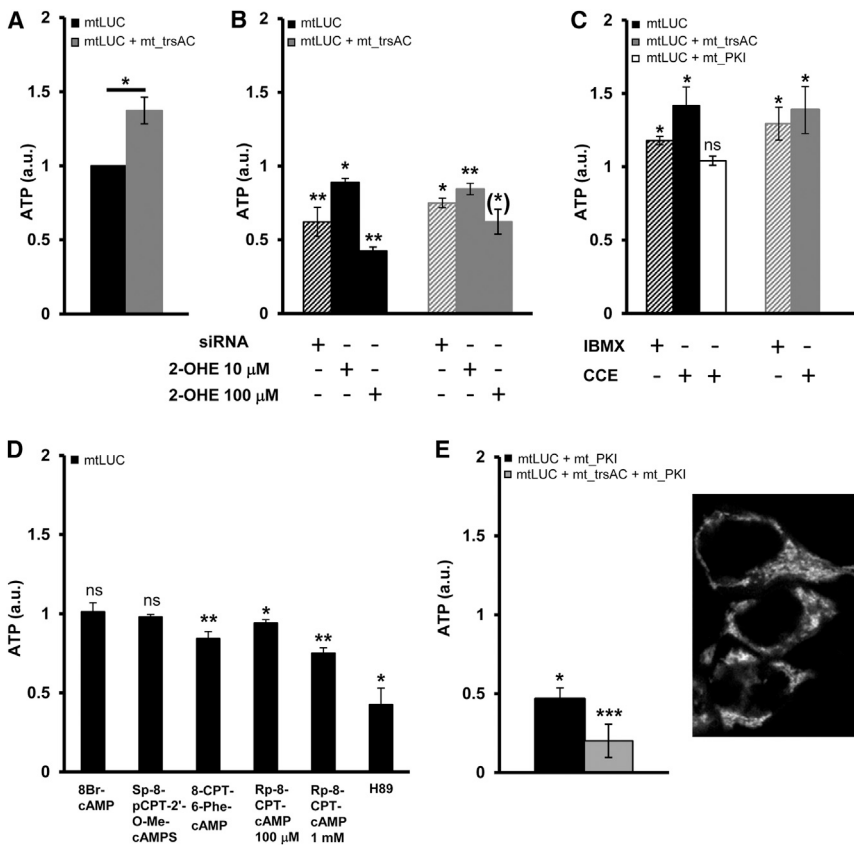 A
mtLUC
mtLUC + mt_trsAC
ATP (a.u.)
2
1.5
1
0.5
0
*
B
mtLUC
mtLUC + mt_trsAC
ATP (a.u.)
2
1.5
1
0.5
0
** * ** * ** (*)
siRNA + - - + - -
2-OHE 10 µM - + - - + -
2-OHE 100 µM - - + - - +
C
mtLUC
mtLUC + mt_trsAC
mtLUC + mt_PKI
ATP (a.u.)
2
1.5
1
0.5
0
* * ns * *
IBMX + - - + -
CCE - + + - +
D
mtLUC
ATP (a.u.)
2
1.5
1
0.5
0
ns ns ** * ** *
8Br-
cAMP
Sp-8-
pCPT-2'-
O-Me-
cAMPS
8-CPT-
6-Phe-
cAMP
Rp-8-
CPT-
cAMP
100 µM
Rp-8-
CPT-
cAMP
1 mM
H89
E
mtLUC + mt_PKI
mtLUC + mt_trsAC + mt_PKI
ATP (a.u.)
2
1.5
1
0.5
0
* ***